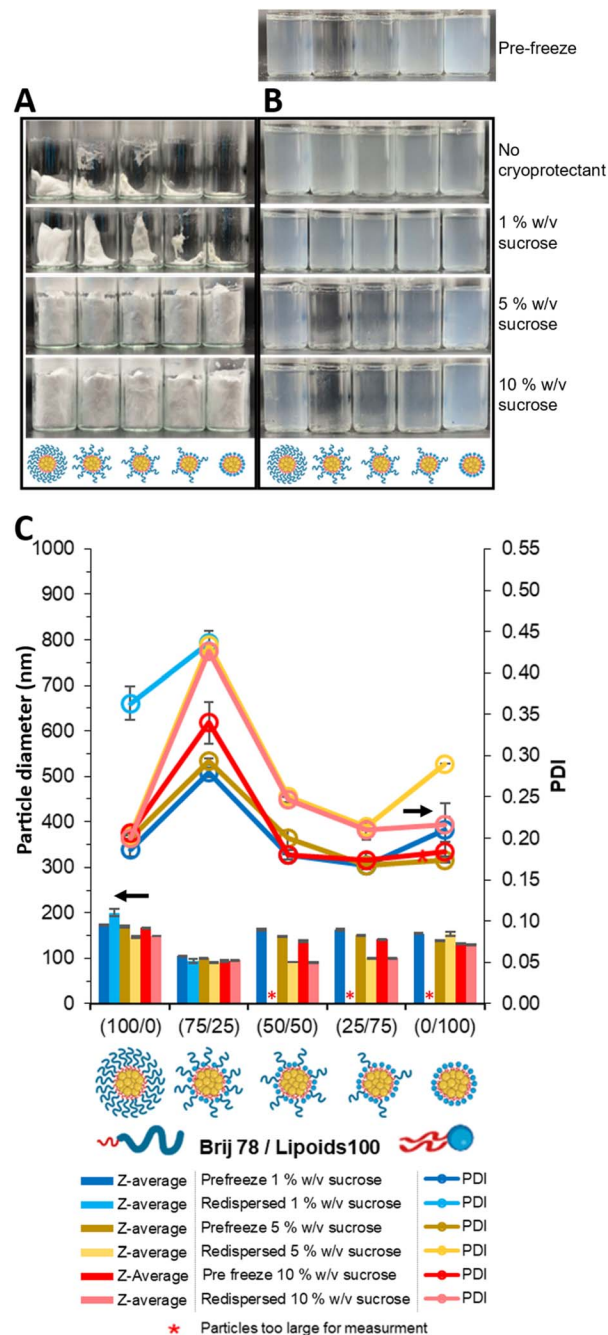 Pre-freeze
A
B
No
cryoprotectant
1 % w/v
sucrose
5 % w/v
sucrose
10 % w/v
sucrose
C
1000
900
800
700
600
500
400
300
200
100
0
Particle diameter (nm)
0.55
0.50
0.45
0.40
0.35
0.30
0.25
0.20
0.15
0.10
0.05
0.00
PDI
* * * *
(100/0) (75/25) (50/50) (25/75) (0/100)
Brij 78 / Lipoids100
Z-average Prefreeze 1 % w/v sucrose PDI
Z-average Redispersed 1 % w/v sucrose PDI
Z-average Prefreeze 5 % w/v sucrose PDI
Z-average Redispersed 5 % w/v sucrose PDI
Z-Average Pre freeze 10 % w/v sucrose PDI
Z-average Redispersed 10 % w/v sucrose PDI
* Particles too large for measurment